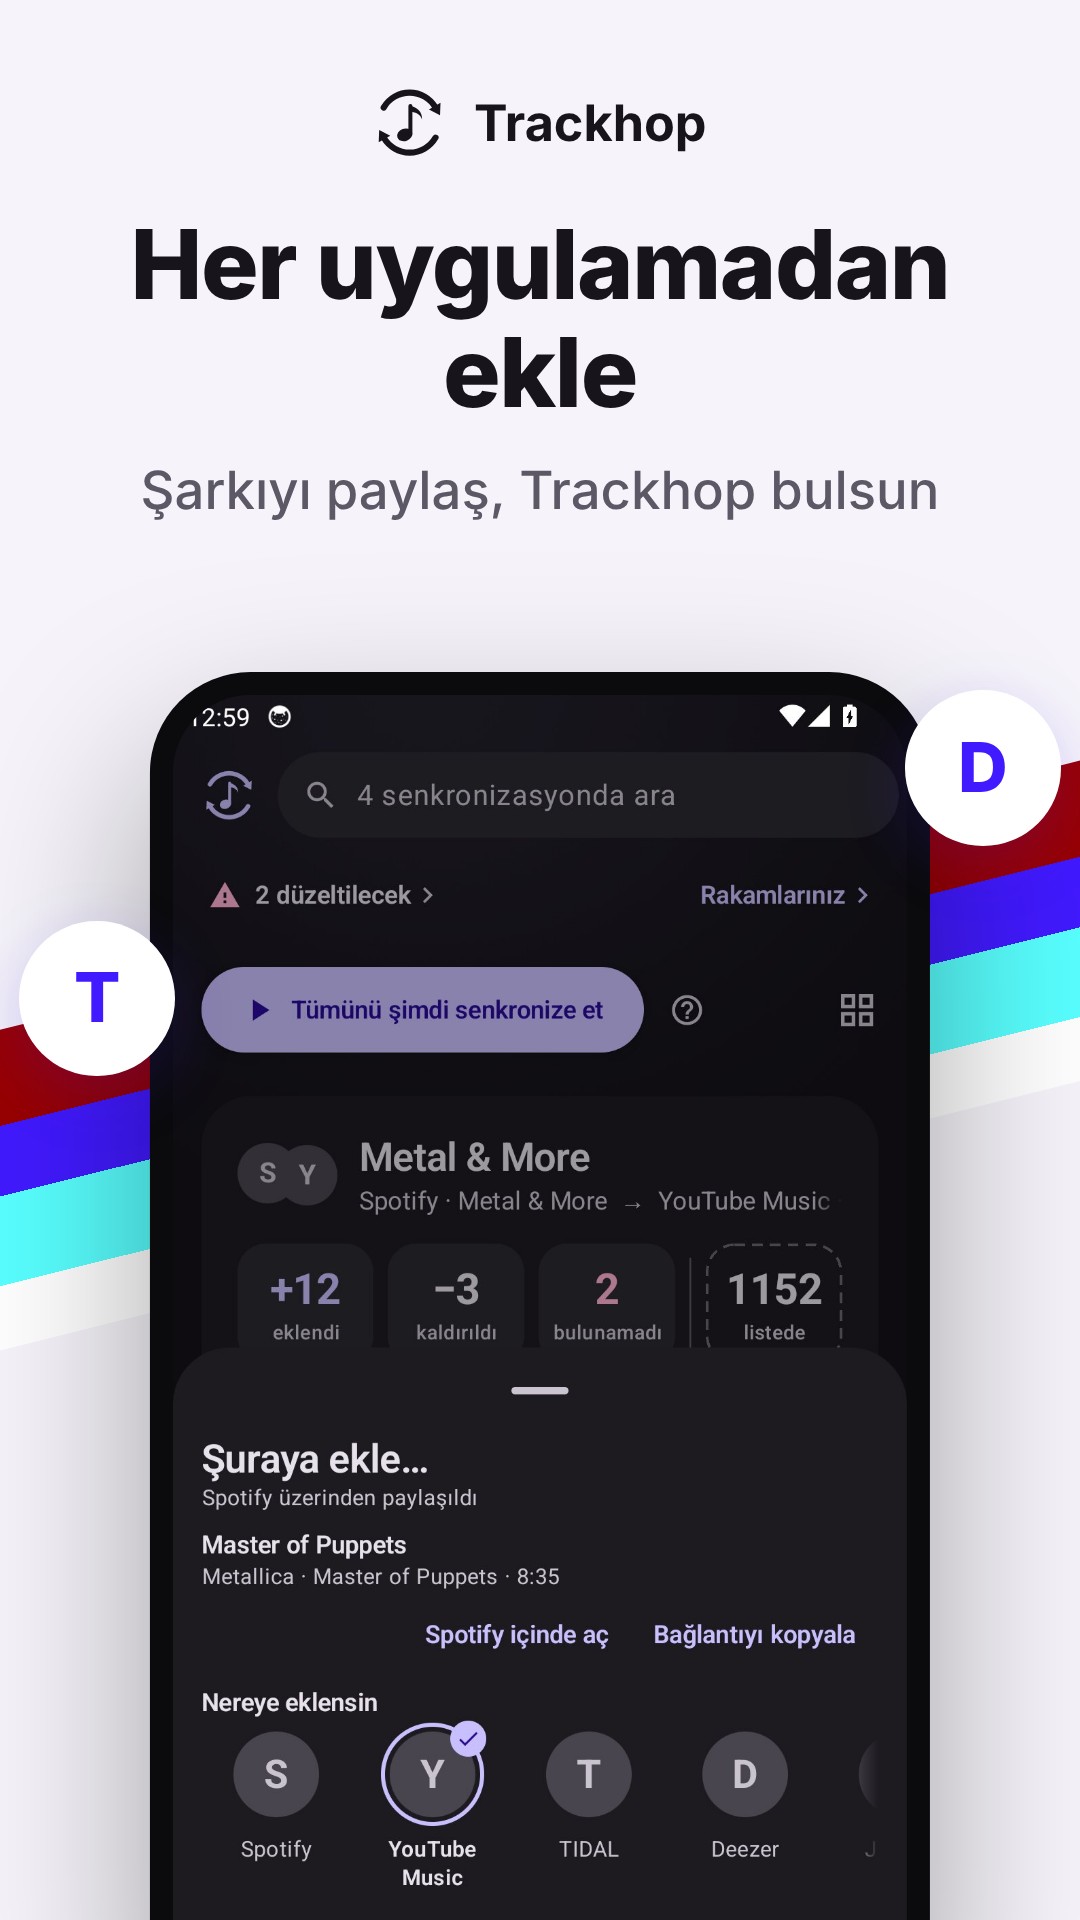 Trackhop
Her uygulamadan
ekle
Şarkıyı paylaş, Trackhop bulsun
12:59
D
4 senkronizasyonda ara
2 düzeltilecek
Rakamlarınız
T
Tümünü şimdi senkronize et
S Y
Metal & More
Spotify · Metal & More → YouTube Music
+12
−3
2
1152
eklendi
kaldırıldı
bulunamadı
listede
Şuraya ekle…
Spotify üzerinden paylaşıldı
Master of Puppets
Metallica · Master of Puppets · 8:35
Spotify içinde aç
Bağlantıyı kopyala
Nereye eklensin
S
Y
T
D
Spotify
YouTube
Music
TIDAL
Deezer
J